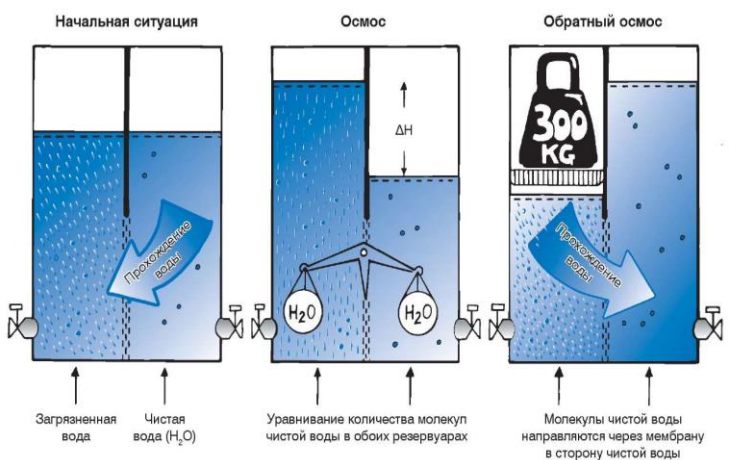 Начальная ситуация
Осмос
Обратный осмос
ΔH
300
KG
Прохождение
воды
H₂O
H₂O
Прохождение
воды
Загрязненная
вода
Чистая
вода (H₂O)
Уравнивание количества молекул
чистой воды в обоих резервуарах
Молекулы чистой воды
направляются через мембрану
в сторону чистой воды